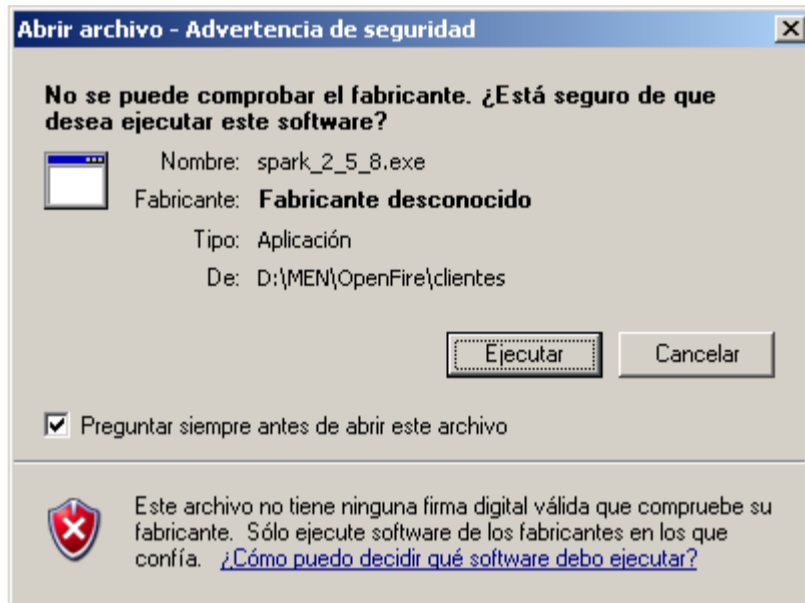 Abrir archivo - Advertencia de seguridad
No se puede comprobar el fabricante. ¿Está seguro de que
desea ejecutar este software?
Nombre: spark_2_5_8.exe
Fabricante: Fabricante desconocido
Tipo: Aplicación
De: D:\MEN\OpenFire\clientes
Ejecutar Cancelar
Preguntar siempre antes de abrir este archivo
Este archivo no tiene ninguna firma digital válida que compruebe su
fabricante. Sólo ejecute software de los fabricantes en los que
confía. ¿Cómo puedo decidir qué software debo ejecutar?